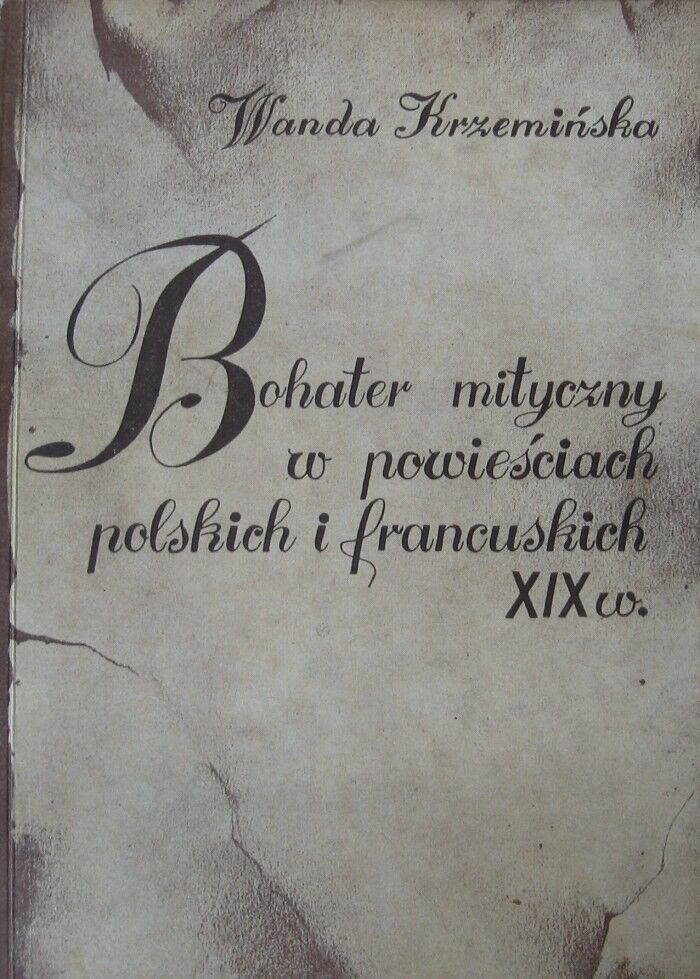 Wanda Krzemińska
Bohater mityczny
w powieściach
polskich i francuskich
XIX w.